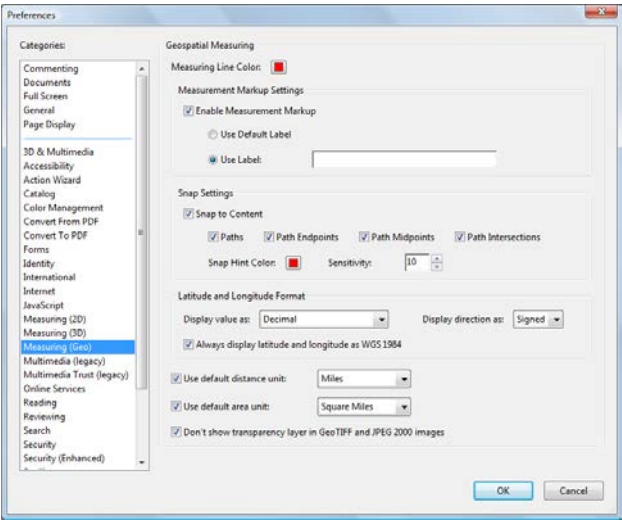 Preferences
Categories:
Commenting
Documents
Full Screen
General
Page Display
3D & Multimedia
Accessibility
Action Wizard
Catalog
Color Management
Convert From PDF
Convert To PDF
Forms
Identity
International
Internet
JavaScript
Measuring (2D)
Measuring (3D)
Measuring (Geo)
Multimedia (legacy)
Multimedia Trust (legacy)
Online Services
Reading
Reviewing
Search
Security
Security (Enhanced)
Geospatial Measuring
Measuring Line Color:
Measurement Markup Settings
Enable Measurement Markup
Use Default Label
Use Label:
Snap Settings
Snap to Content
Paths Path Endpoints Path Midpoints Path Intersections
Snap Hint Color: Sensitivity: 10
Latitude and Longitude Format
Display value as: Decimal Display direction as: Signed
Always display latitude and longitude as WGS 1984
Use default distance unit: Miles
Use default area unit: Square Miles
Don't show transparency layer in GeoTIFF and JPEG 2000 images
OK Cancel